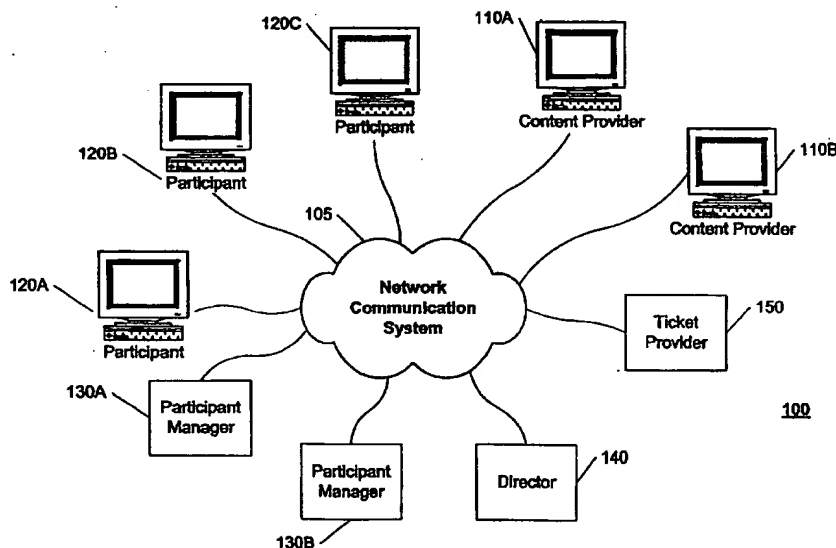 120C
Participant
110A
Content Provider
120B
Participant
110B
Content Provider
105
Network
Communication
System
120A
Participant
Ticket
Provider
150
130A
Participant
Manager
100
Participant
Manager
130B
Director
140